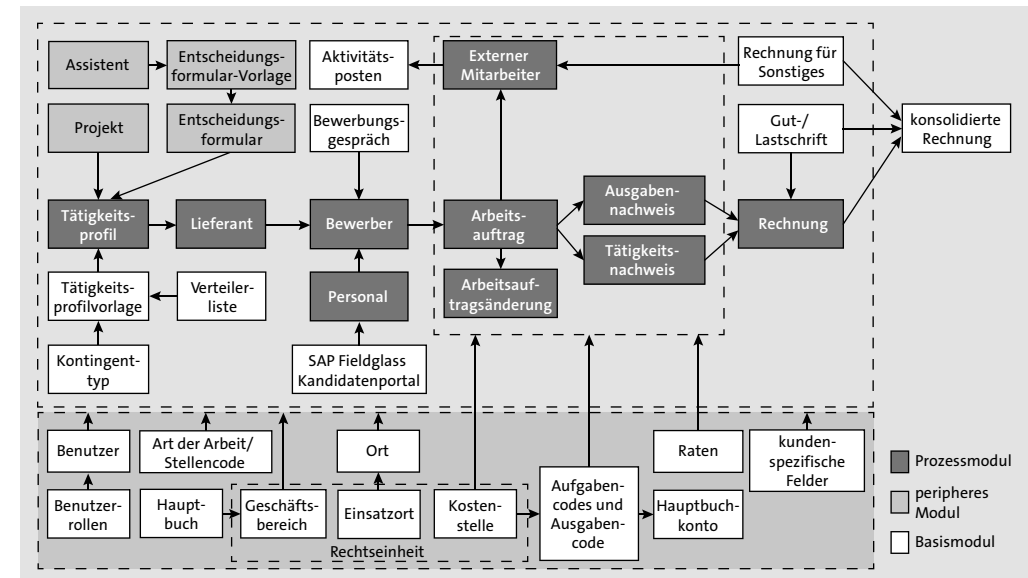 Assistent
Entscheidungs-
formular-Vorlage
Aktivitäts-
posten
Externer
Mitarbeiter
Rechnung für
Sonstiges
Projekt
Entscheidungs-
formular
Bewerbungs-
gespräch
Gut-/
Lastschrift
konsolidierte
Rechnung
Tätigkeits-
profil
Lieferant
Bewerber
Arbeits-
auftrag
Ausgaben-
nachweis
Tätigkeits-
nachweis
Rechnung
Tätigkeits-
profilvorlage
Verteiler-
liste
Personal
Arbeitsauf-
tragsänderung
Kontingent-
typ
SAP Fieldglass
Kandidatenportal
Benutzer
Art der Arbeit/
Stellencode
Ort
Raten
kunden-
spezifische
Felder
Benutzer-
rollen
Haupt-
buch
Geschäfts-
bereich
Einsatzort
Kosten-
stelle
Aufgaben-
codes und
Ausgaben-
code
Hauptbuch-
konto
Rechtseinheit
Prozessmodul
peripheres
Modul
Basismodul